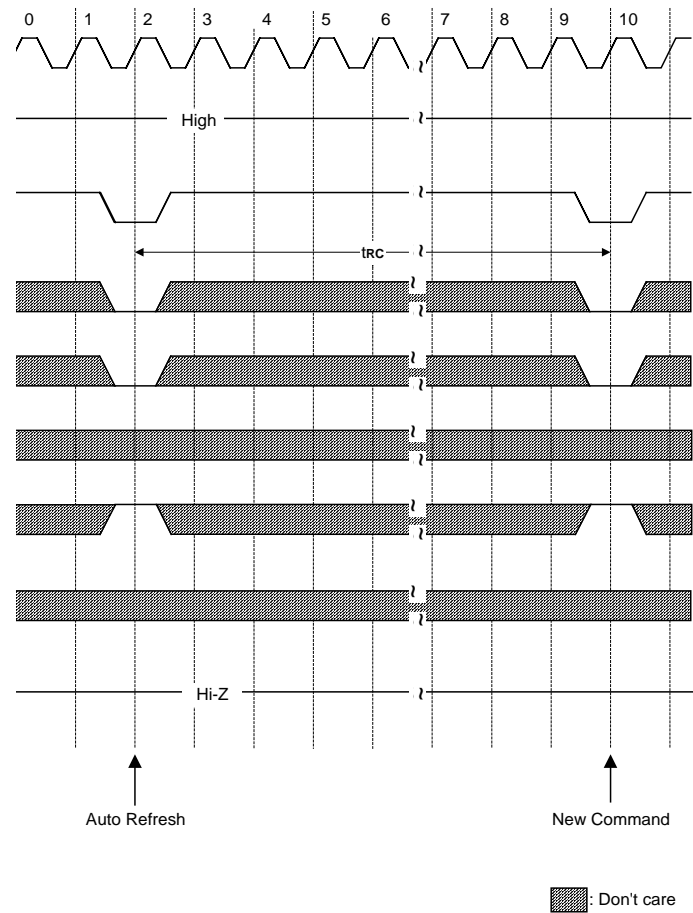 0 1 2 3 4 5 6 7 8 9 10
High
tRC
Hi-Z
Auto Refresh New Command
: Don't care